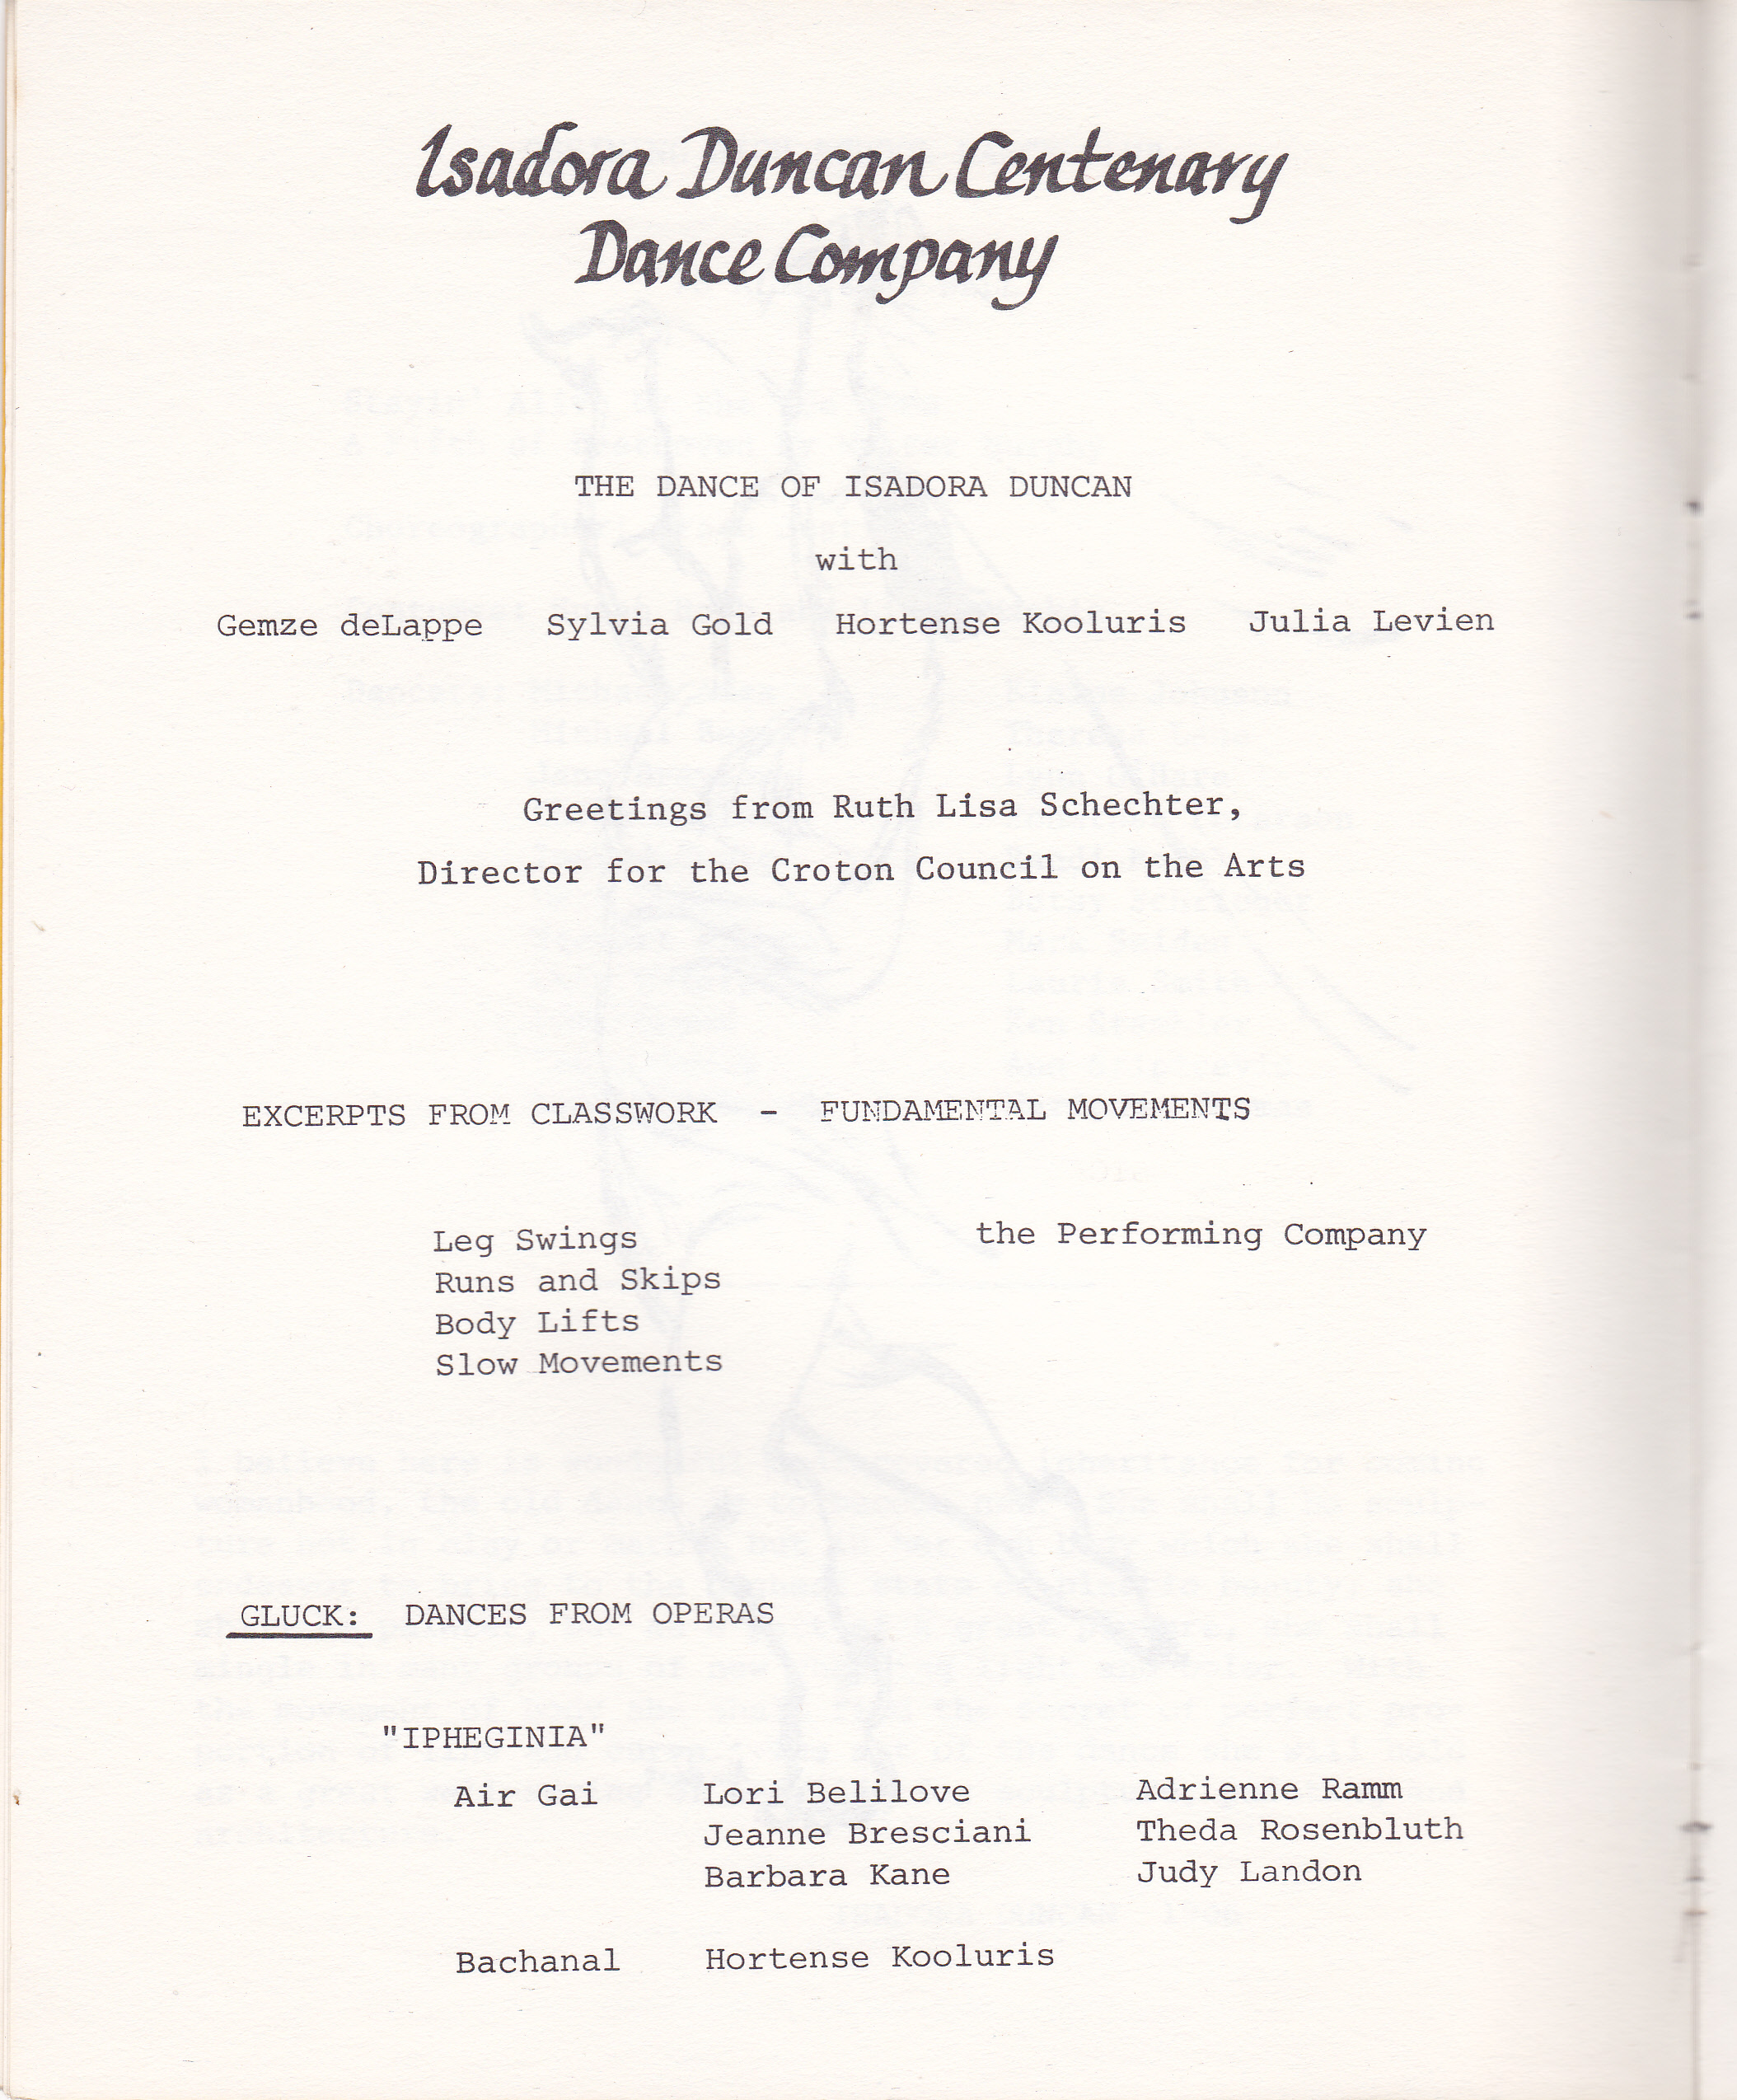 Isadora Duncan Centenary
Dance Company
THE DANCE OF ISADORA DUNCAN
with
Gemze deLappe   Sylvia Gold   Hortense Kooluris   Julia Levien
Greetings from Ruth Lisa Schechter,
Director for the Croton Council on the Arts
EXCERPTS FROM CLASSWORK - FUNDAMENTAL MOVEMENTS
Leg Swings   the Performing Company
Runs and Skips
Body Lifts
Slow Movements
GLUCK: DANCES FROM OPERAS
"IPHEGINIA"
Air Gai   Lori Belilove   Adrienne Ramm
Jeanne Bresciani   Theda Rosenbluth
Barbara Kane   Judy Landon
Bachanal   Hortense Kooluris